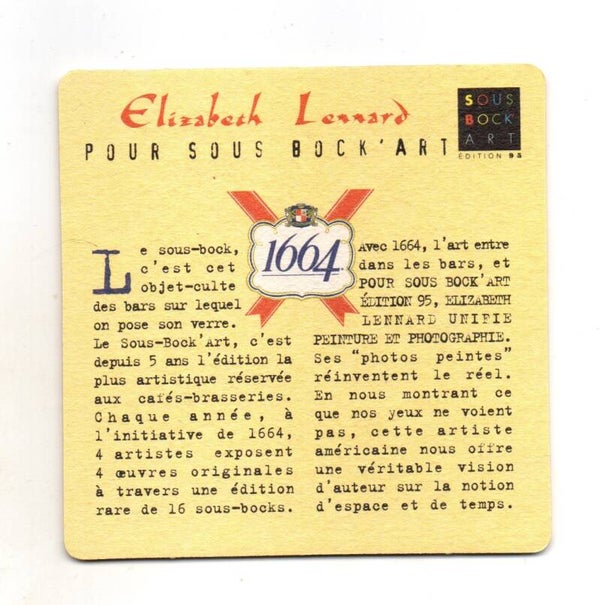 Elizabeth Lennard
POUR SOUS BOCK'ART
SOUS
BOCK
ART
EDITION 95
1664
Le sous-bock,
c'est cet
objet-culte
des bars sur lequel
on pose son verre.
Le Sous-Bock'Art, c'est
depuis 5 ans l'édition la
plus artistique réservée
aux cafés-brasseries.
Chaque année, à
l'initiative de 1664,
4 artistes exposent
4 œuvres originales
à travers une édition
rare de 16 sous-bocks.
Avec 1664, l'art entre
dans les bars, et
POUR SOUS BOCK'ART
ÉDITION 95, ELIZABETH
LENNARD UNIFIE
PEINTURE ET PHOTOGRAPHIE.
Ses "photos peintes"
réinventent le réel.
En nous montrant ce
que nos yeux ne voient
pas, cette artiste
américaine nous offre
une véritable vision
d'auteur sur la notion
d'espace et de temps.